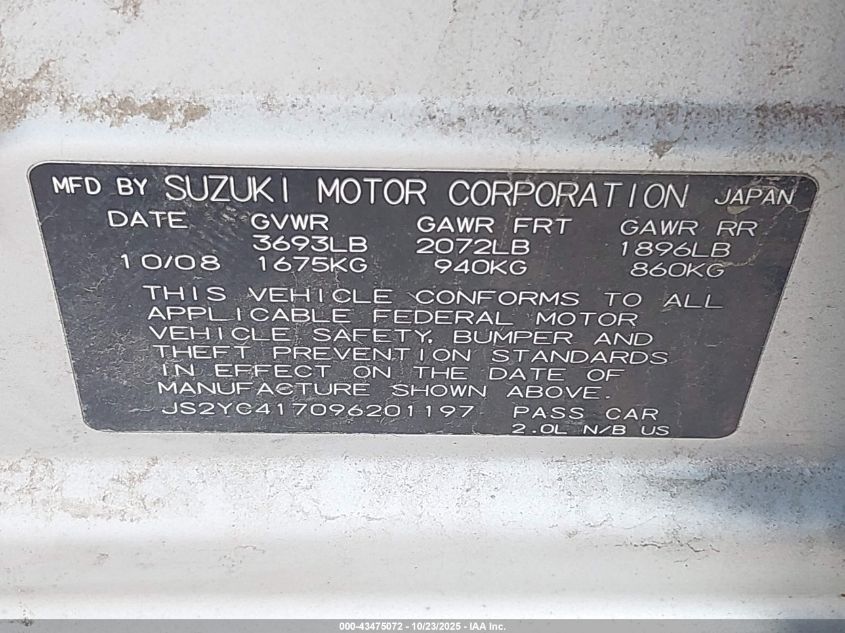 MFD BY SUZUKI MOTOR CORPORATION JAPAN
DATE GVWR GAWR FRT GAWR RR
3693LB 2072LB 1896LB
10/08 1675KG 940KG 860KG
THIS VEHICLE CONFORMS TO ALL
APPLICABLE FEDERAL MOTOR
VEHICLE SAFETY, BUMPER AND
THEFT PREVENTION STANDARDS
IN EFFECT ON THE DATE OF
MANUFACTURE SHOWN ABOVE.
JS2YC417096201197 PASS CAR
2.0L N/B US
000-43475072 - 10/23/2025 - IAA Inc.